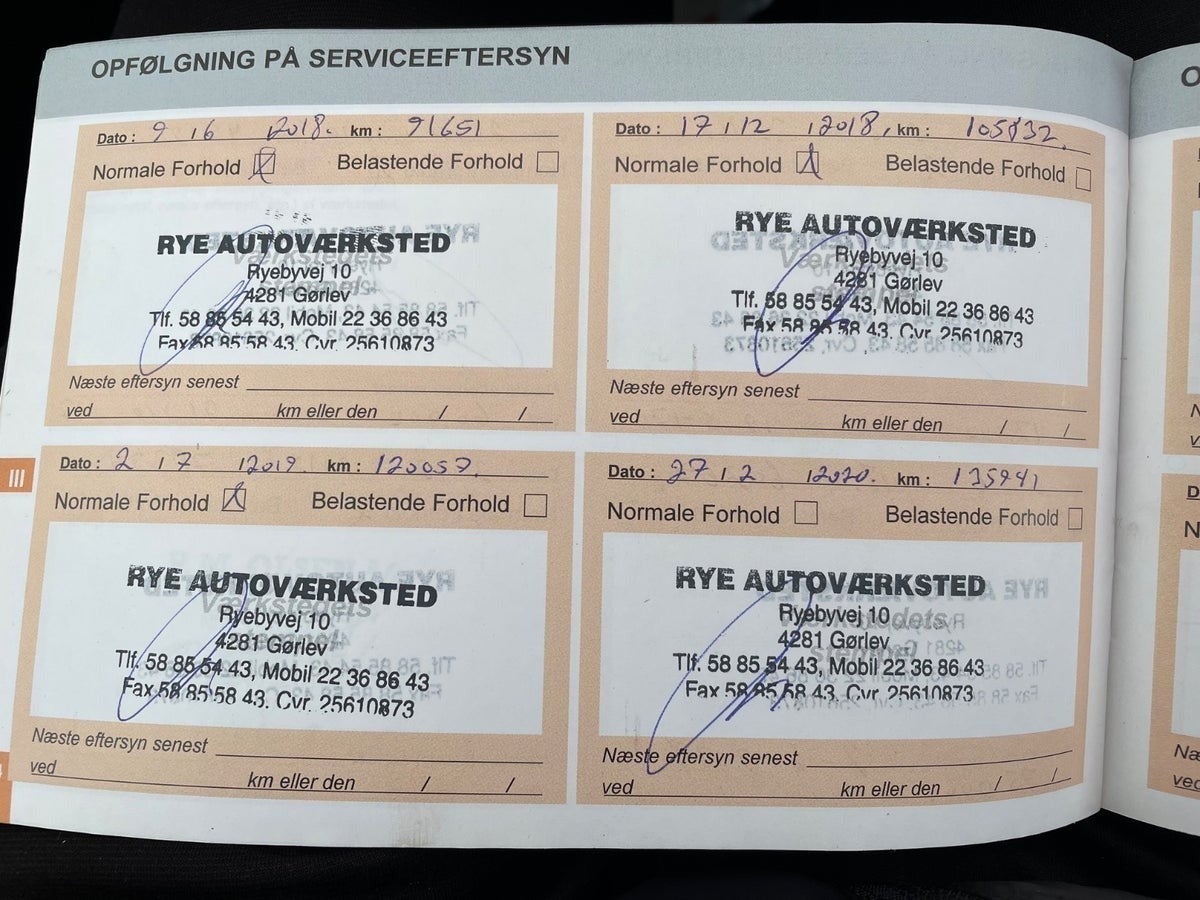 OPFØLGNING PÅ SERVICEEFTERSYN
Dato : 9 / 6 / 2018. km : 91651
Normale Forhold Belastende Forhold
RYE AUTOVÆRKSTED
Værkstedets
Ryebyvej 10
stempel
4281 Gørlev
Tlf. 58 85 54 43, Mobil 22 36 86 43
Fax 58 85 58 43, Cvr. 25610873
Næste eftersyn senest
ved km eller den / /
Dato : 17 / 12 / 2018, km : 105832.
Normale Forhold Belastende Forhold
RYE AUTOVÆRKSTED
Værkstedets
Ryebyvej 10
4281 Gørlev
Tlf. 58 85 54 43, Mobil 22 36 86 43
Fax 58 85 58 43, Cvr. 25610873
Næste eftersyn senest
ved km eller den / /
III
Dato : 2 / 7 / 2019. km : 120057.
Normale Forhold Belastende Forhold
RYE AUTOVÆRKSTED
Værkstedets
Ryebyvej 10
stempel
4281 Gørlev
Tlf. 58 85 54 43, Mobil 22 36 86 43
Fax 58 85 58 43, Cvr. 25610873
Næste eftersyn senest
ved km eller den / /
Dato : 27 / 2 / 2020. km : 135941
Normale Forhold Belastende Forhold
RYE AUTOVÆRKSTED
Ryebyvej 10
Værkstedets
4281 Gørlev
stempel
Tlf. 58 85 54 43, Mobil 22 36 86 43
Fax 58 85 58 43, Cvr. 25610873
Næste eftersyn senest
ved km eller den / /